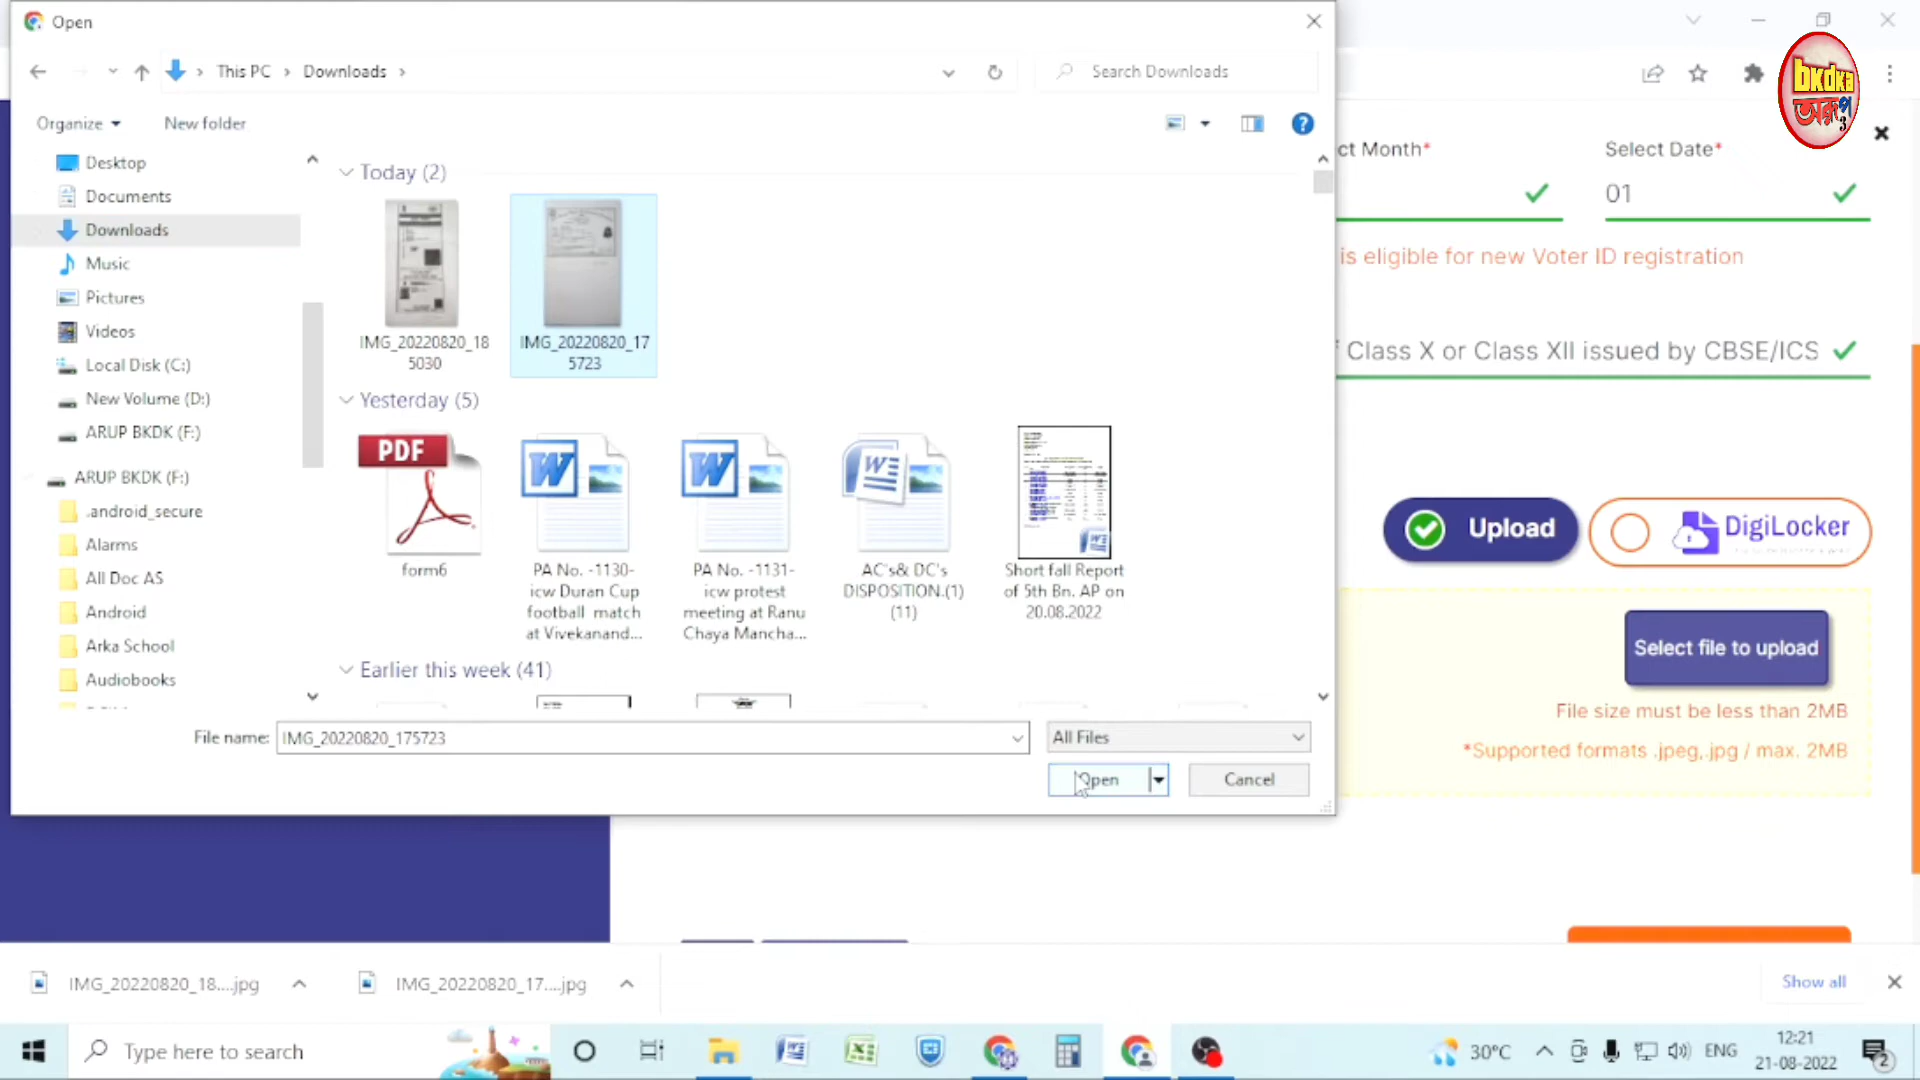 Open
This PC
Downloads
Search Downloads
Organize
New folder
Desktop
Documents
Downloads
Music
Pictures
Videos
Local Disk (C:)
New Volume (D:)
ARUP BKDK (F:)
ARUP BKDK (F:)
.android_secure
Alarms
All Doc AS
Android
Arka School
Audiobooks
Today (2)
IMG_20220820_18
5030
IMG_20220820_17
5723
Yesterday (5)
PDF
form6
PA No. -1130-
icw Duran Cup
football match
at Vivekanand...
PA No. -1131-
icw protest
meeting at Ranu
Chaya Mancha...
AC's& DC's
DISPOSITION.(1)
(11)
Short fall Report
of 5th Bn. AP on
20.08.2022
Earlier this week (41)
File name:
IMG_20220820_175723
All Files
Open
Cancel
bkdka
অরূপ
3
ct Month*
Select Date*
01
is eligible for new Voter ID registration
Class X or Class XII issued by CBSE/ICS
Upload
DigiLocker
Select file to upload
File size must be less than 2MB
*Supported formats .jpeg,.jpg / max. 2MB
IMG_20220820_18....jpg
IMG_20220820_17....jpg
Show all
Type here to search
30°C
ENG
12:21
21-08-2022
2